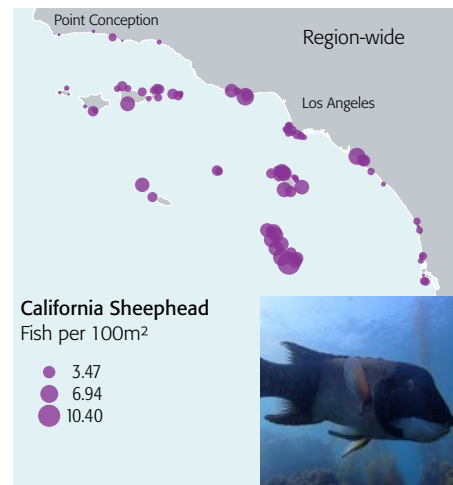 Point Conception
Region-wide
Los Angeles
California Sheephead
Fish per 100m²
3.47
6.94
10.40